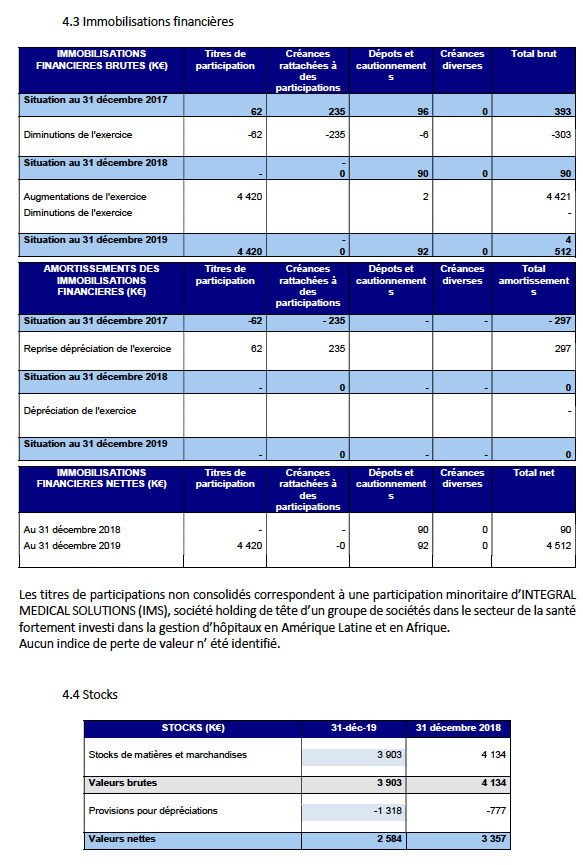 4.3 Immobilisations financières
IMMOBILISATIONS FINANCIERES BRUTES (K€) Titres de participation Créances rattachées à des participations Dépots et cautionnement s Créances diverses Total brut
Situation au 31 décembre 2017 62 235 96 0 393
Diminutions de l'exercice -62 -235 -6 -303
Situation au 31 décembre 2018 - - 0 90 0 90
Augmentations de l'exercice 4 420 2 4 421
Diminutions de l'exercice -
Situation au 31 décembre 2019 4 420 - 0 92 0 4 512
AMORTISSEMENTS DES IMMOBILISATIONS FINANCIERES (K€) Titres de participation Créances rattachées à des participations Dépots et cautionnement s Créances diverses Total amortissement s
Situation au 31 décembre 2017 -62 - 235 - - - 297
Reprise dépréciation de l'exercice 62 235 297
Situation au 31 décembre 2018 - 0 - - 0
Dépréciation de l'exercice -
Situation au 31 décembre 2019 - 0 - - 0
IMMOBILISATIONS FINANCIERES NETTES (K€) Titres de participation Créances rattachées à des participations Dépots et cautionnement s Créances diverses Total net
Au 31 décembre 2018 - - 90 0 90
Au 31 décembre 2019 4 420 -0 92 0 4 512
Les titres de participations non consolidés correspondent à une participation minoritaire d'INTEGRAL
MEDICAL SOLUTIONS (IMS), société holding de tête d'un groupe de sociétés dans le secteur de la santé
fortement investi dans la gestion d'hôpitaux en Amérique Latine et en Afrique.
Aucun indice de perte de valeur n' été identifié.
4.4 Stocks
STOCKS (K€) 31-déc-19 31 décembre 2018
Stocks de matières et marchandises 3 903 4 134
Valeurs brutes 3 903 4 134
Provisions pour dépréciations -1 318 -777
Valeurs nettes 2 584 3 357